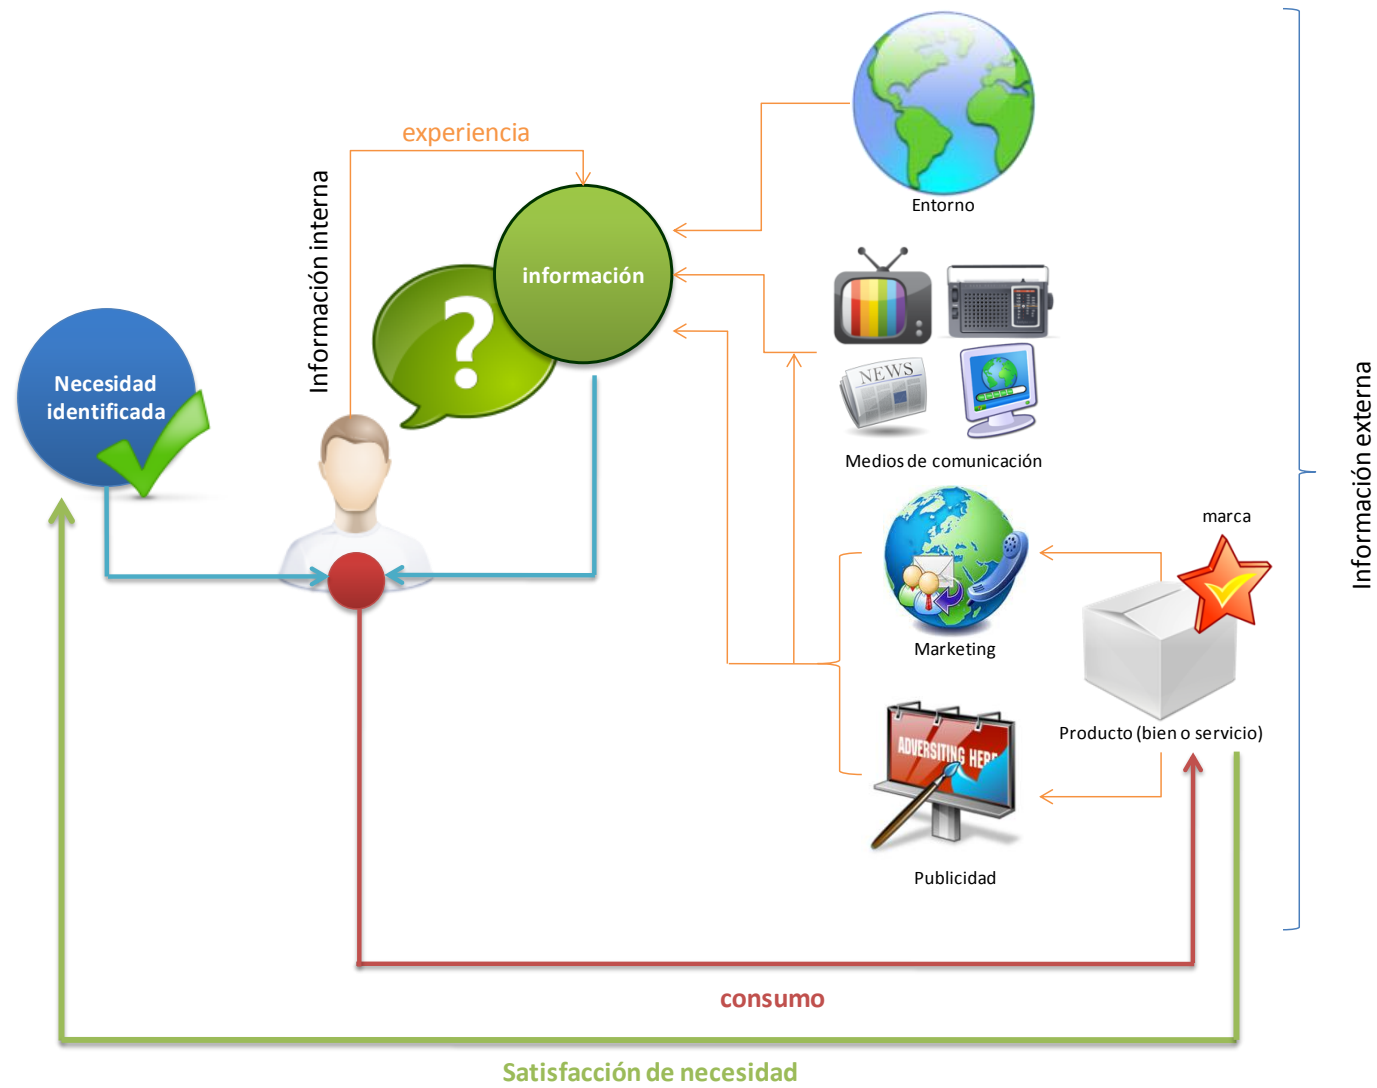 experiencia
Información interna
información
Necesidad
identificada
Entorno
NEWS
Medios de comunicación
Información externa
marca
Marketing
Producto (bien o servicio)
ADVERSITING HERE
Publicidad
consumo
Satisfacción de necesidad